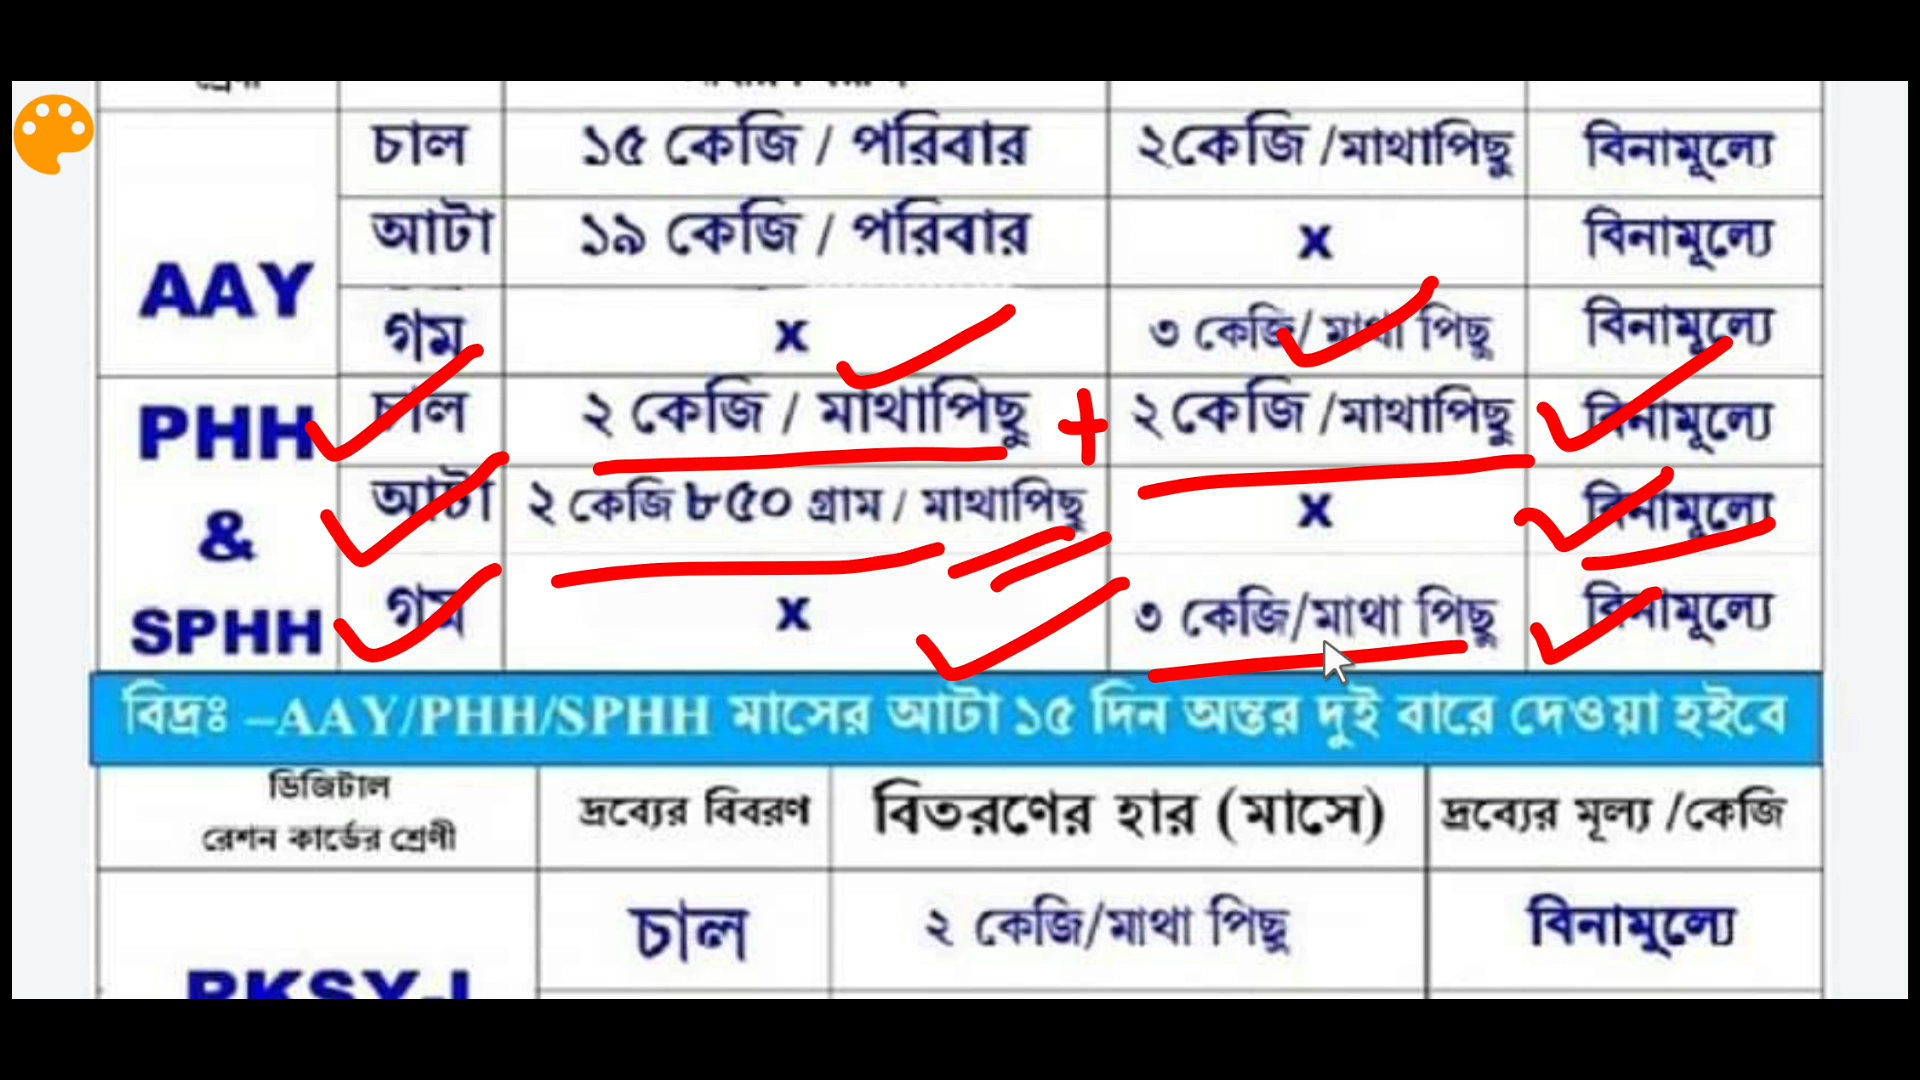 চাল ১৫ কেজি / পরিবার ২কেজি /মাথাপিছু বিনামূল্যে
আটা ১৯ কেজি / পরিবার x বিনামূল্যে
AAY
গম x ৩ কেজি/ মাথা পিছু বিনামূল্যে
PHH চাল ২ কেজি / মাথাপিছু + ২ কেজি /মাথাপিছু বিনামূল্যে
& আটা ২ কেজি ৮৫০ গ্রাম / মাথাপিছু x বিনামূল্যে
SPHH গম x ৩ কেজি/মাথা পিছু বিনামূল্যে
বিদ্রঃ –AAY/PHH/SPHH মাসের আটা ১৫ দিন অন্তর দুই বারে দেওয়া হইবে
ডিজিটাল
রেশন কার্ডের শ্রেণী দ্রব্যের বিবরণ বিতরণের হার (মাসে) দ্রব্যের মূল্য /কেজি
চাল ২ কেজি/মাথা পিছু বিনামূল্যে
RKSY-I